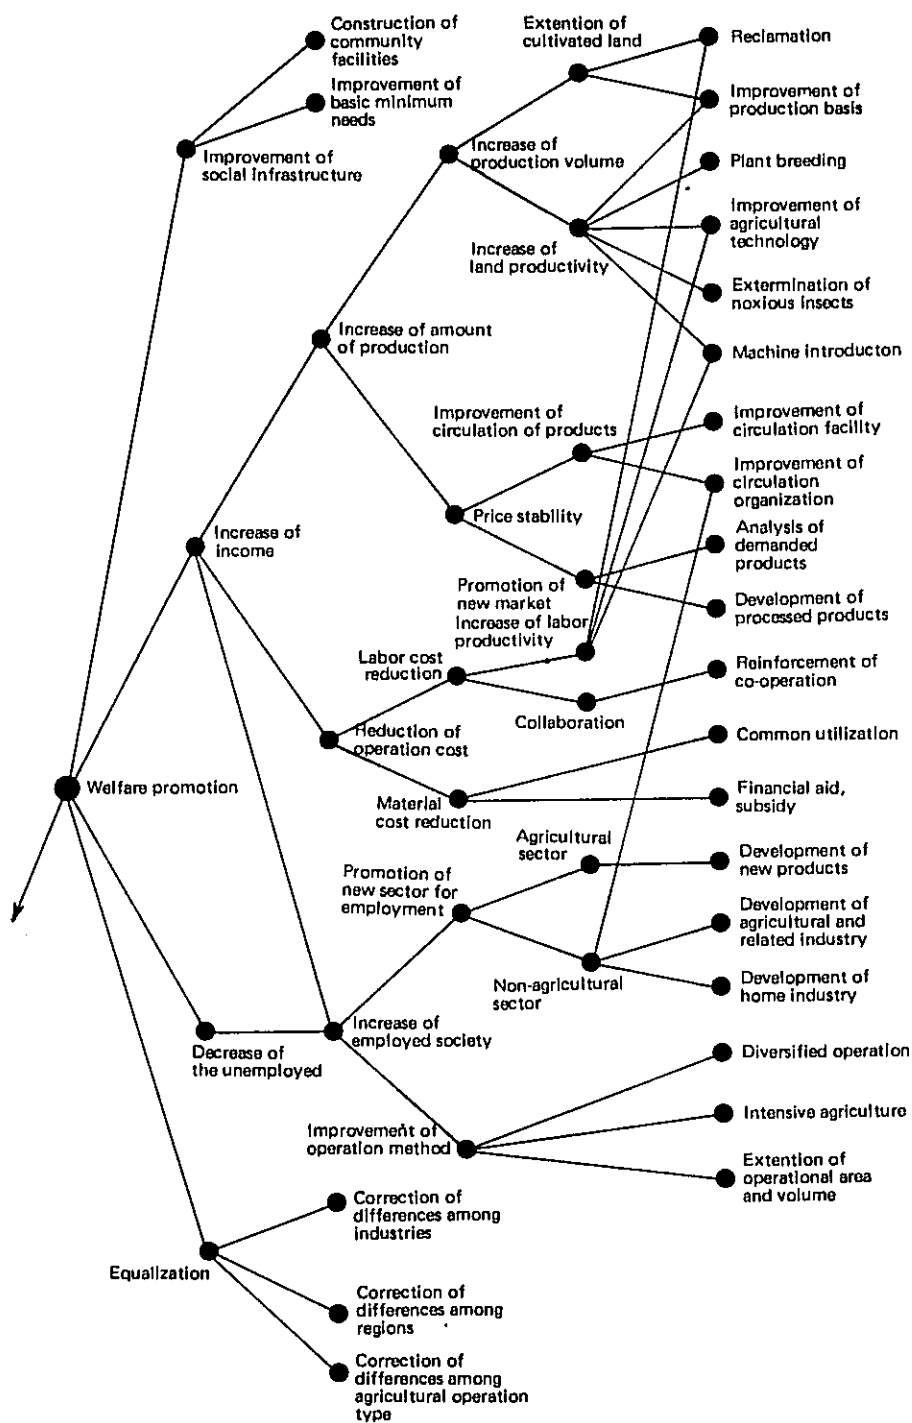 Construction of
community
facilities
Improvement of
basic minimum
needs
Improvement of
social infrastructure
Extention of
cultivated land
Increase of
production volume
Increase of
land productivity
Reclamation
Improvement of
production basis
Plant breeding
Improvement of
agricultural
technology
Extermination of
noxious insects
Machine introducton
Increase of amount
of production
Improvement of
circulation of products
Improvement of
circulation facility
Improvement of
circulation
organization
Price stability
Analysis of
demanded
products
Promotion of
new market
Development of
processed products
Increase of
income
Increase of labor
productivity
Labor cost
reduction
Reinforcement of
co-operation
Collaboration
Reduction of
operation cost
Common utilization
Welfare promotion
Material
cost reduction
Financial aid,
subsidy
Agricultural
sector
Development of
new products
Promotion of
new sector for
employment
Development of
agricultural and
related industry
Non-agricultural
sector
Development of
home industry
Increase of
employed society
Decrease of
the unemployed
Diversified operation
Intensive agriculture
Improvement of
operation method
Extention of
operational area
and volume
Correction of
differences among
industries
Equalization
Correction of
differences among
regions
Correction of
differences among
agricultural operation
type